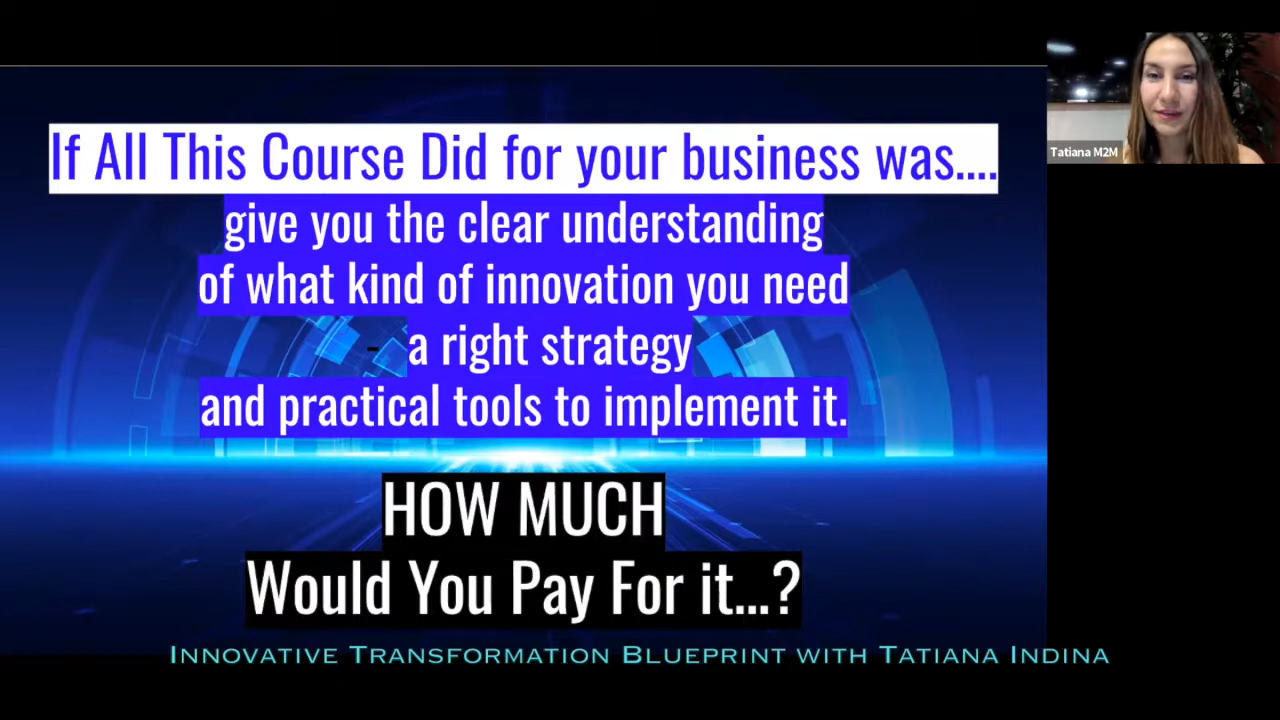 If All This Course Did for your business was....
give you the clear understanding
of what kind of innovation you need
- a right strategy
and practical tools to implement it.
HOW MUCH
Would You Pay For it...?
INNOVATIVE TRANSFORMATION BLUEPRINT WITH TATIANA INDINA
Tatiana M2M